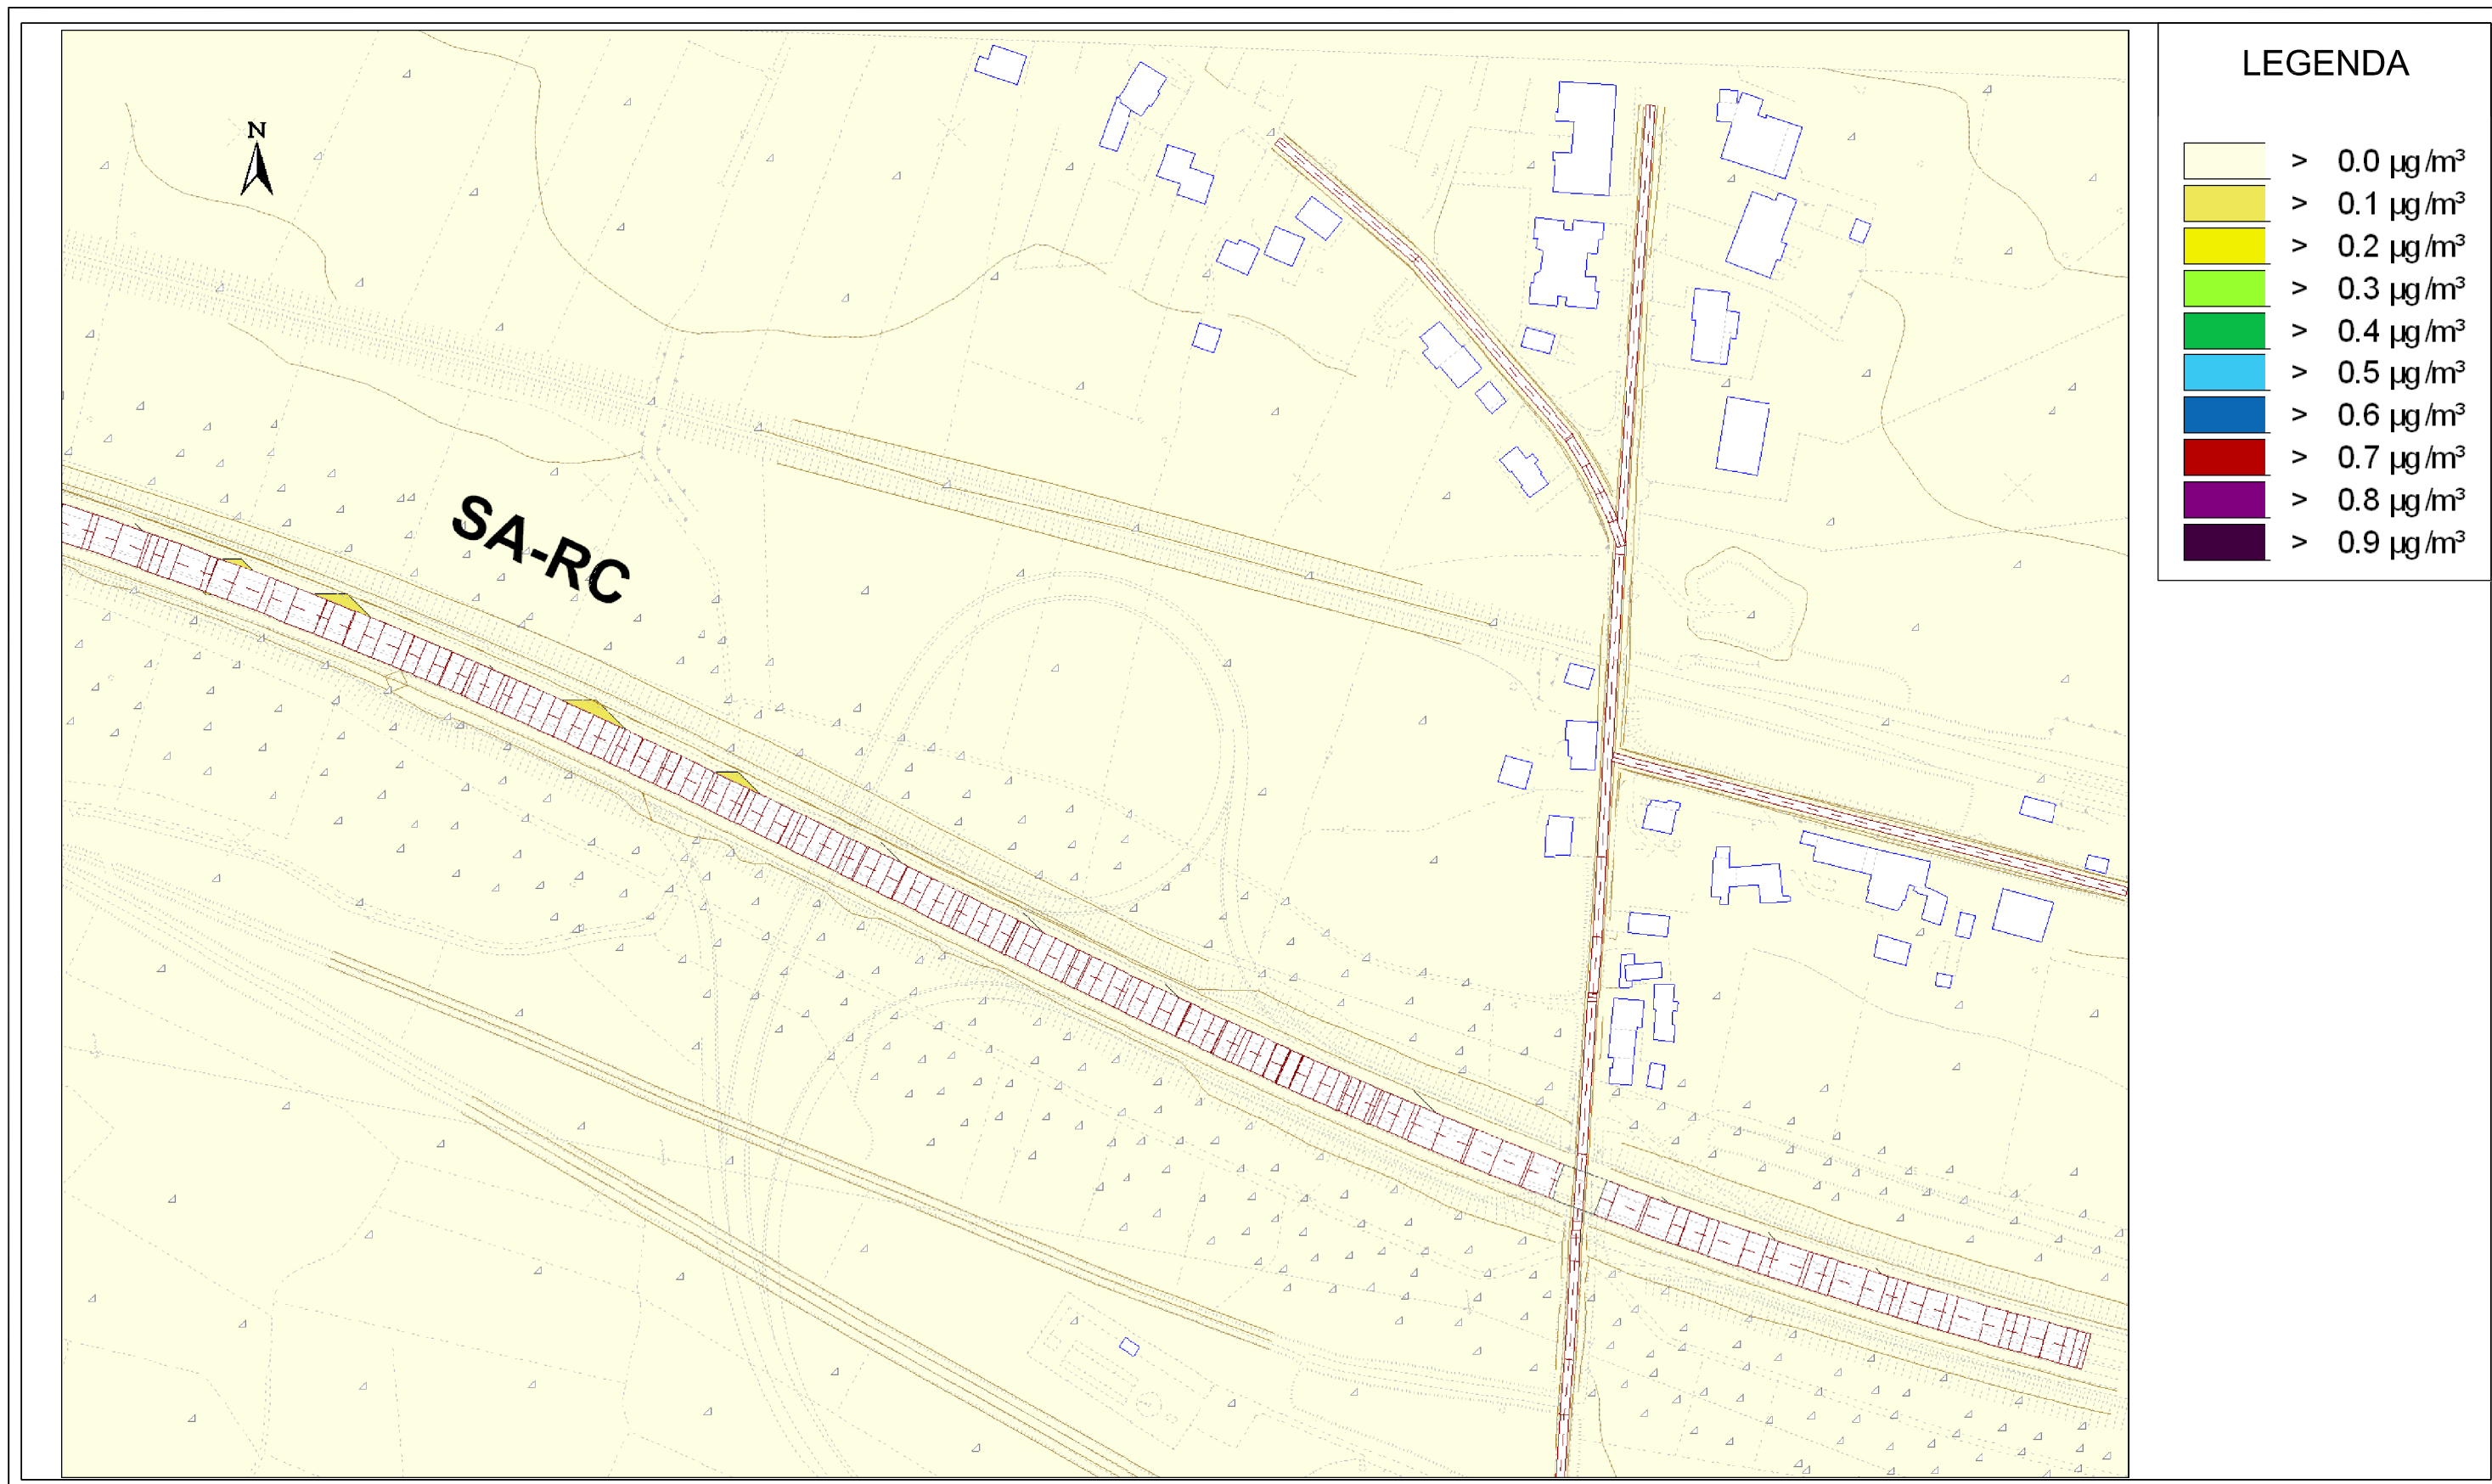 LEGENDA
N
> 0.0 µg/m³
> 0.1 µg/m³
> 0.2 µg/m³
> 0.3 µg/m³
> 0.4 µg/m³
> 0.5 µg/m³
> 0.6 µg/m³
> 0.7 µg/m³
> 0.8 µg/m³
> 0.9 µg/m³
SA-RC